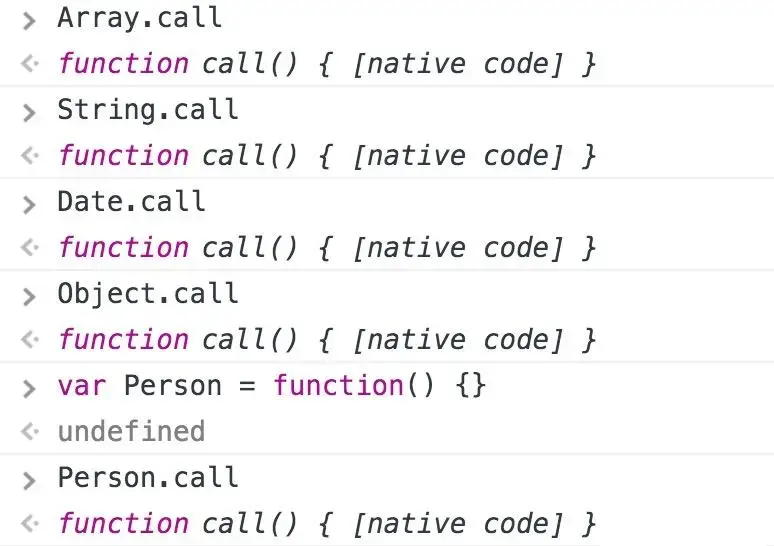 > Array.call
< function call() { [native code] }
> String.call
< function call() { [native code] }
> Date.call
< function call() { [native code] }
> Object.call
< function call() { [native code] }
> var Person = function() {}
< undefined
> Person.call
< function call() { [native code] }